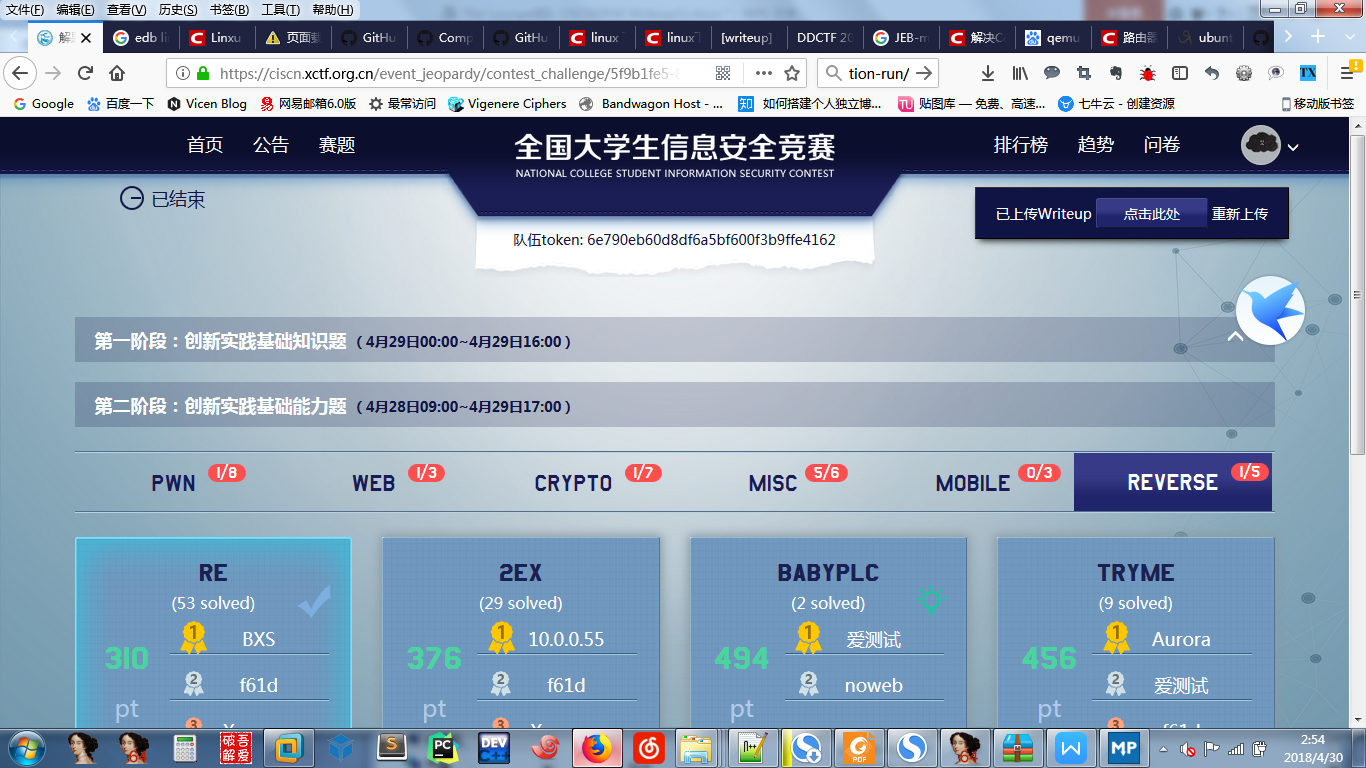 文件(F) 编辑(E) 查看(V) 历史(S) 书签(B) 工具(T) 帮助(H)
解 edb li Linxu 页面 GitHu Comp GitHu linux linux [writeup] DDCTF 20 JEB-m 解决C qemu 路由器 ubunt
https://ciscn.xctf.org.cn/event_jeopardy/contest_challenge/5f9b1fe5- tion-run/
Google 百度一下 Vicen Blog 网易邮箱6.0版 最常访问 Vigenere Ciphers Bandwagon Host - ... 如何搭建个人独立博... 贴图库 — 免费、高速... 七牛云 - 创建资源 移动版书签
首页 公告 赛题 全国大学生信息安全竞赛 排行榜 趋势 问卷
NATIONAL COLLEGE STUDENT INFORMATION SECURITY CONTEST
已结束
已上传Writeup 点击此处 重新上传
队伍token: 6e790eb60d8df6a5bf600f3b9ffe4162
第一阶段：创新实践基础知识题 （ 4月29日00:00~4月29日16:00 ）
第二阶段：创新实践基础能力题 （ 4月28日09:00~4月29日17:00 ）
PWN 1/8 WEB 1/3 CRYPTO 1/7 MISC 5/6 MOBILE 0/3 REVERSE 1/5
RE
(53 solved)
310 pt
1 BXS
2 f61d
3
2EX
(29 solved)
376 pt
1 10.0.0.55
2 f61d
3
BABYPLC
(2 solved)
494 pt
1 爱测试
2 noweb
TRYME
(9 solved)
456 pt
1 Aurora
2 爱测试
3 f61d
破解 吾爱 PC DEV C++ PDF W MP
2:54
2018/4/30